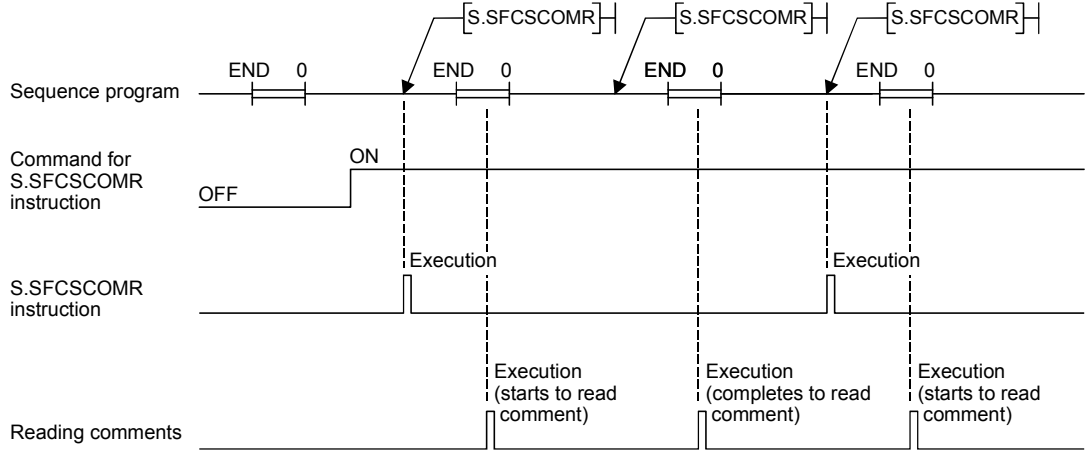 S.SFCSCOMR S.SFCSCOMR S.SFCSCOMR
END 0 END 0 END 0 END 0
Sequence program
Command for
S.SFCSCOMR
instruction
ON
OFF
Execution Execution
S.SFCSCOMR
instruction
Execution
(starts to read
comment)
Execution
(completes to read
comment)
Execution
(starts to read
comment)
Reading comments